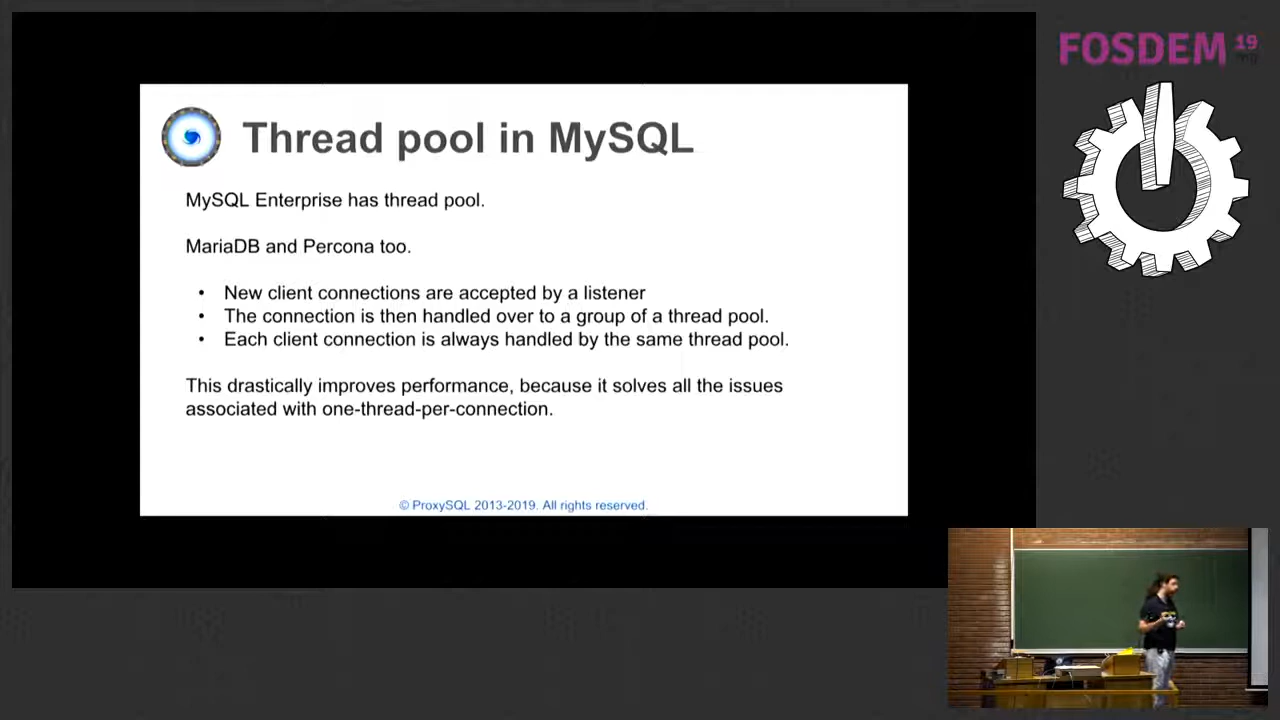 FOSDEM 19
Thread pool in MySQL
MySQL Enterprise has thread pool.
MariaDB and Percona too.
• New client connections are accepted by a listener
• The connection is then handled over to a group of a thread pool.
• Each client connection is always handled by the same thread pool.
This drastically improves performance, because it solves all the issues
associated with one-thread-per-connection.
© ProxySQL 2013-2019. All rights reserved.